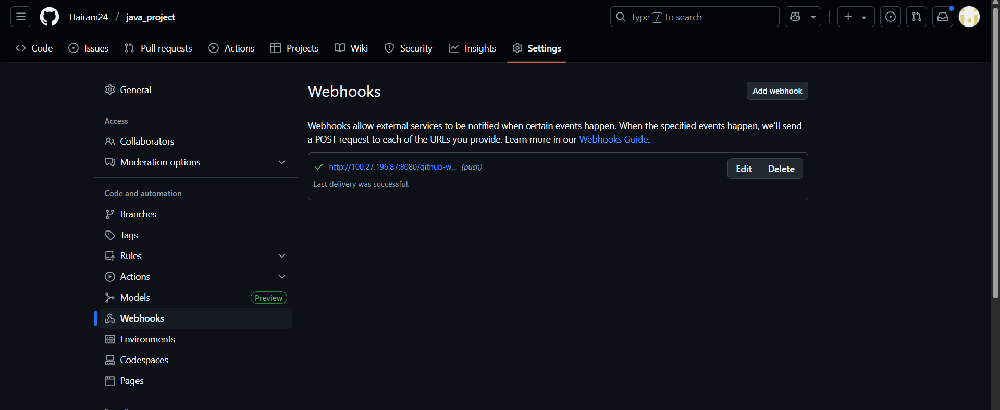 Hairam24 / java_project
Type / to search
Code Issues Pull requests Actions Projects Wiki Security Insights Settings
General
Access
Collaborators
Moderation options
Code and automation
Branches
Tags
Rules
Actions
Models Preview
Webhooks
Environments
Codespaces
Pages
Webhooks
Add webhook
Webhooks allow external services to be notified when certain events happen. When the specified events happen, we'll send
a POST request to each of the URLs you provide. Learn more in our Webhooks Guide.
http://100.27.196.87:8080/github-w... (push)
Edit Delete
Last delivery was successful.